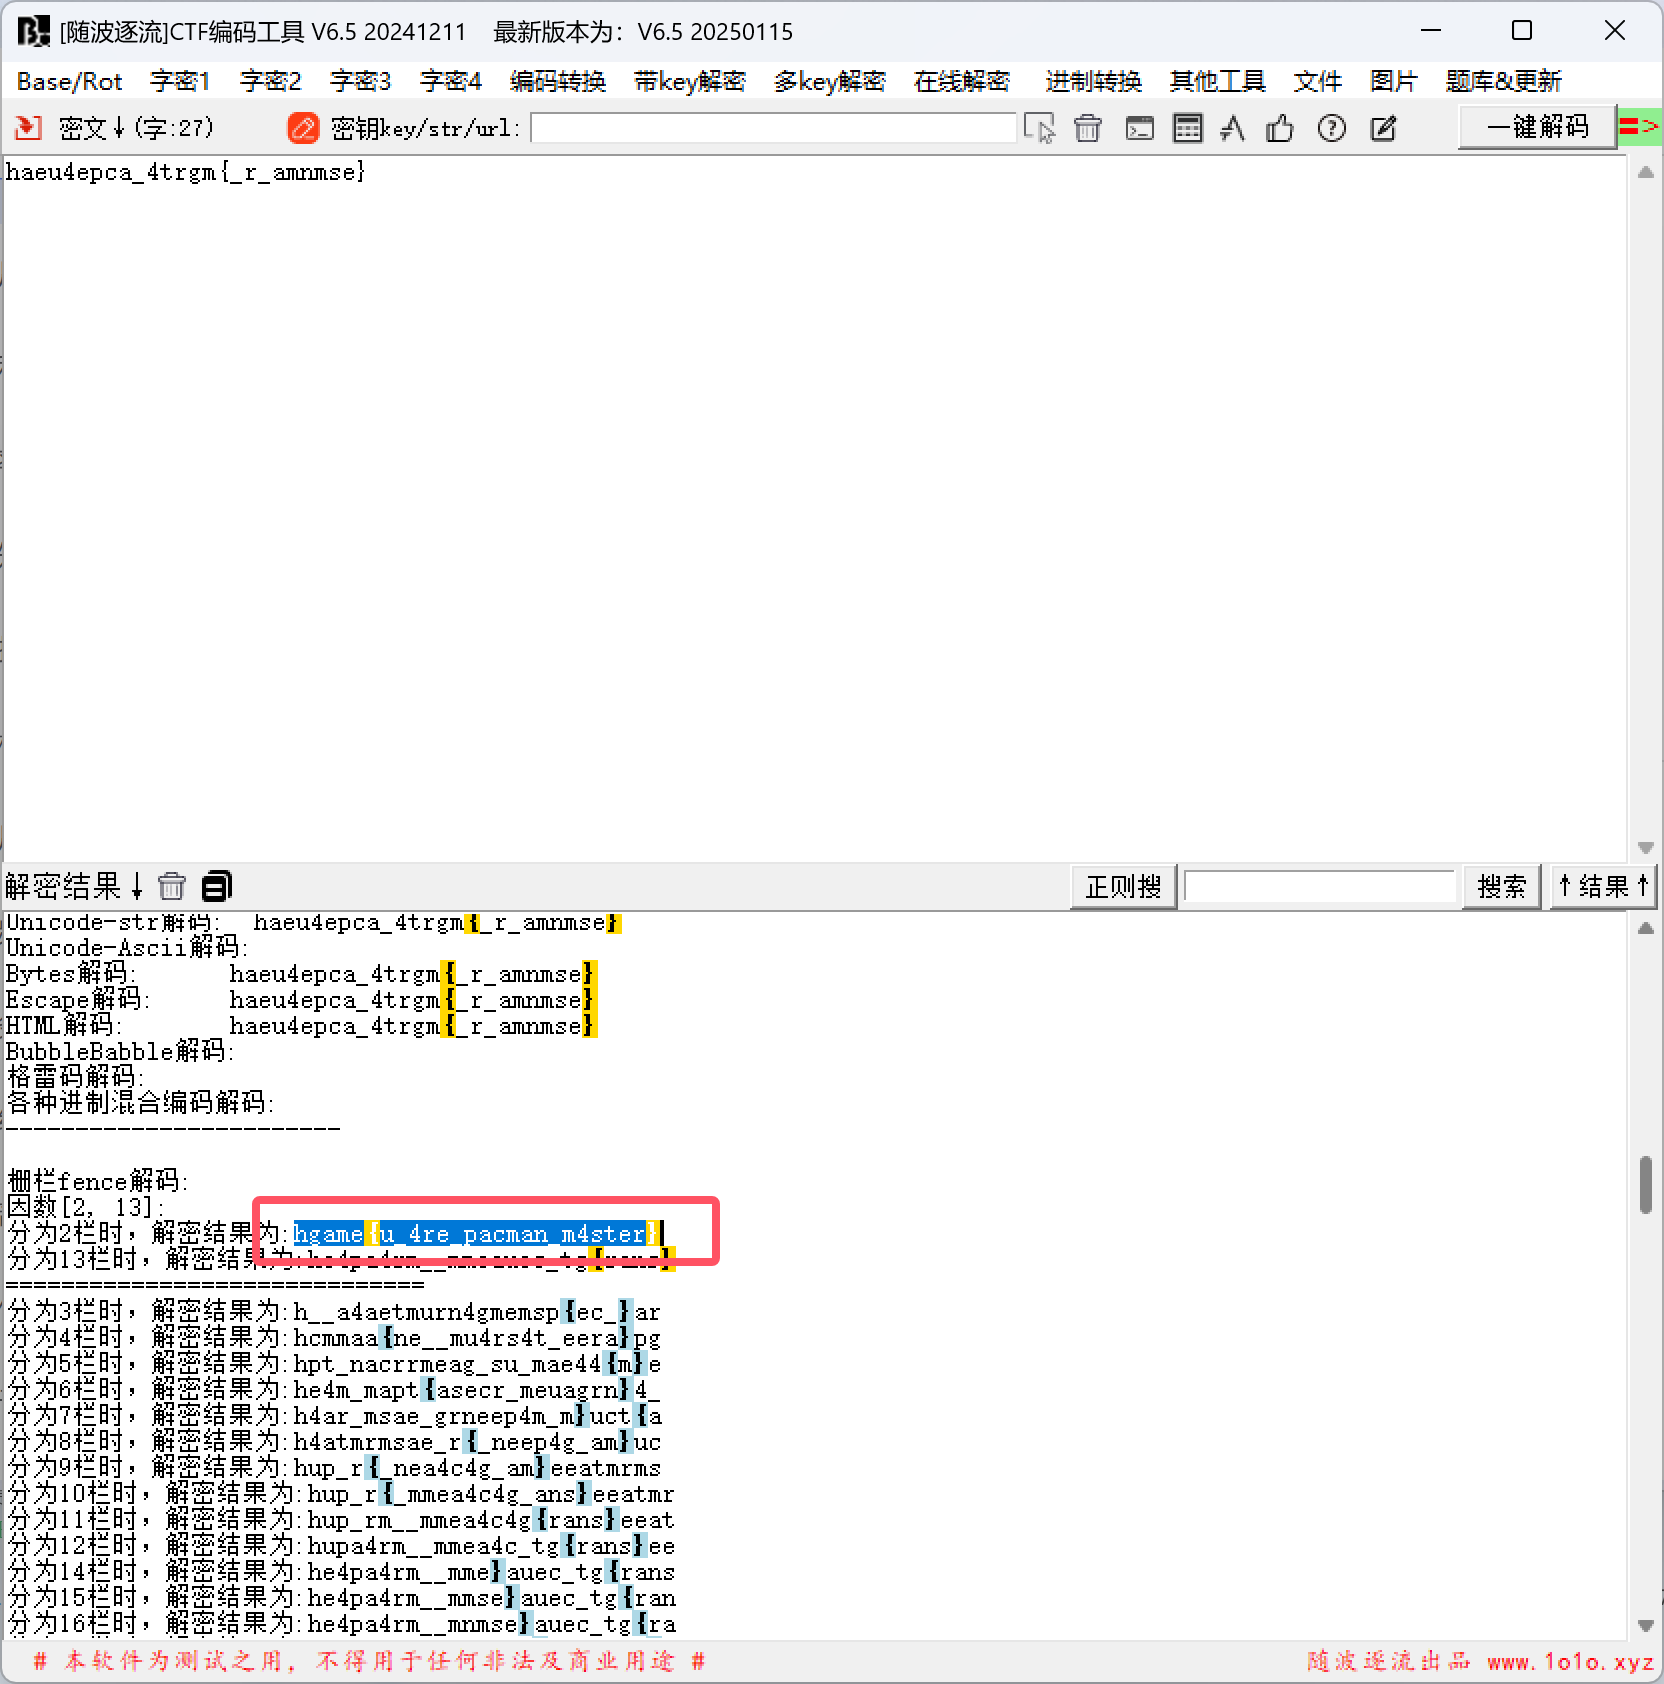 [随波逐流]CTF编码工具 V6.5 20241211 最新版本为：V6.5 20250115
Base/Rot 字密1 字密2 字密3 字密4 编码转换 带key解密 多key解密 在线解密 进制转换 其他工具 文件 图片 题库&更新
密文↓(字:27) 密钥key/str/url: 一键解码 =>
haeu4epca_4trgm{_r_amnmse}
解密结果↓ 正则搜 搜索 ↑结果↑
Unicode-str解码: haeu4epca_4trgm{_r_amnmse}
Unicode-Ascii解码:
Bytes解码: haeu4epca_4trgm{_r_amnmse}
Escape解码: haeu4epca_4trgm{_r_amnmse}
HTML解码: haeu4epca_4trgm{_r_amnmse}
BubbleBabble解码:
格雷码解码:
各种进制混合编码解码:
------------------------
栅栏fence解码:
因数[2, 13]:
分为2栏时，解密结果为:hgame{u_4re_pacman_m4ster}
分为13栏时，解密结果为:
==============================
分为3栏时，解密结果为:h__a4aetmurn4gmemsp{ec_}ar
分为4栏时，解密结果为:hcmmaa{ne__mu4rs4t_eera}pg
分为5栏时，解密结果为:hpt_nacrrmeag_su_mae44{m}e
分为6栏时，解密结果为:he4m_mapt{asecr_meuagrn}4_
分为7栏时，解密结果为:h4ar_msae_grneep4m_m}uct{a
分为8栏时，解密结果为:h4atmrmsae_r{_neep4g_am}uc
分为9栏时，解密结果为:hup_r{_nea4c4g_am}eeatmrms
分为10栏时，解密结果为:hup_r{_mmea4c4g_ans}eeatmr
分为11栏时，解密结果为:hup_rm__mmea4c4g{rans}eeat
分为12栏时，解密结果为:hupa4rm__mmea4c_tg{rans}ee
分为14栏时，解密结果为:he4pa4rm__mme}auec_tg{rans
分为15栏时，解密结果为:he4pa4rm__mmse}auec_tg{ran
分为16栏时，解密结果为:he4pa4rm__mnmse}auec_tg{ra
# 本软件为测试之用, 不得用于任何非法及商业用途 # 随波逐流出品 www.1o1o.xyz